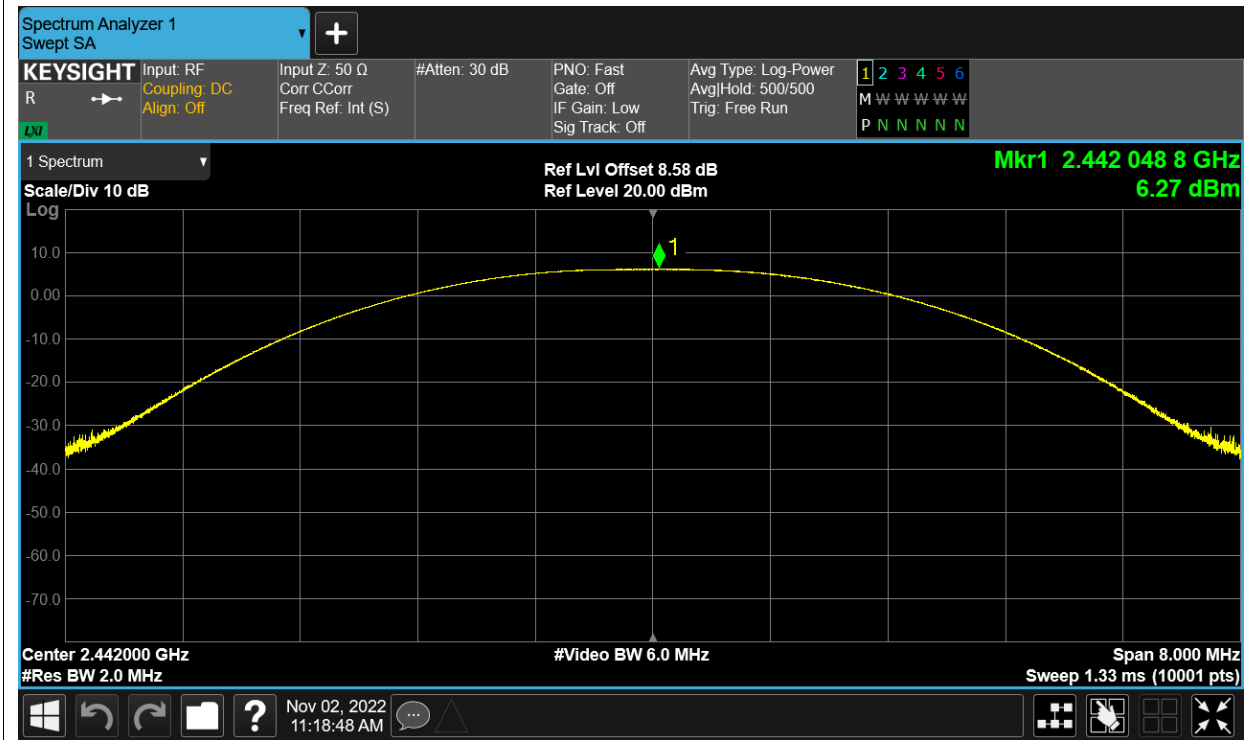 Spectrum Analyzer 1
Swept SA
KEYSIGHT
R
LXI
Input: RF
Coupling: DC
Align: Off
Input Z: 50 Ω
Corr CCorr
Freq Ref: Int (S)
#Atten: 30 dB
PNO: Fast
Gate: Off
IF Gain: Low
Sig Track: Off
Avg Type: Log-Power
Avg|Hold: 500/500
Trig: Free Run
1 2 3 4 5 6
M W W W W W
P N N N N N
1 Spectrum
Scale/Div 10 dB
Log
Ref Lvl Offset 8.58 dB
Ref Level 20.00 dBm
Mkr1 2.442 048 8 GHz
6.27 dBm
1
10.0
0.00
-10.0
-20.0
-30.0
-40.0
-50.0
-60.0
-70.0
Center 2.442000 GHz
#Res BW 2.0 MHz
#Video BW 6.0 MHz
Span 8.000 MHz
Sweep 1.33 ms (10001 pts)
?
Nov 02, 2022
11:18:48 AM